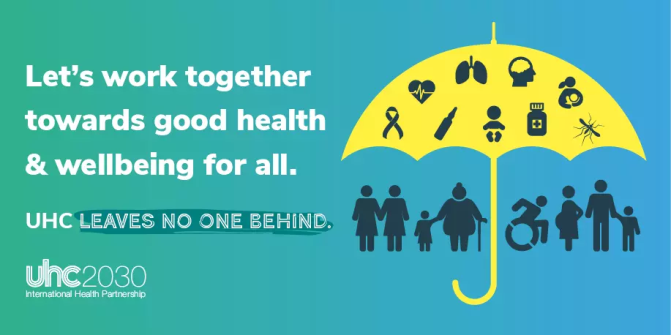 Let's work together
towards good health
& wellbeing for all.
UHC LEAVES NO ONE BEHIND.
uhc2030
International Health Partnership